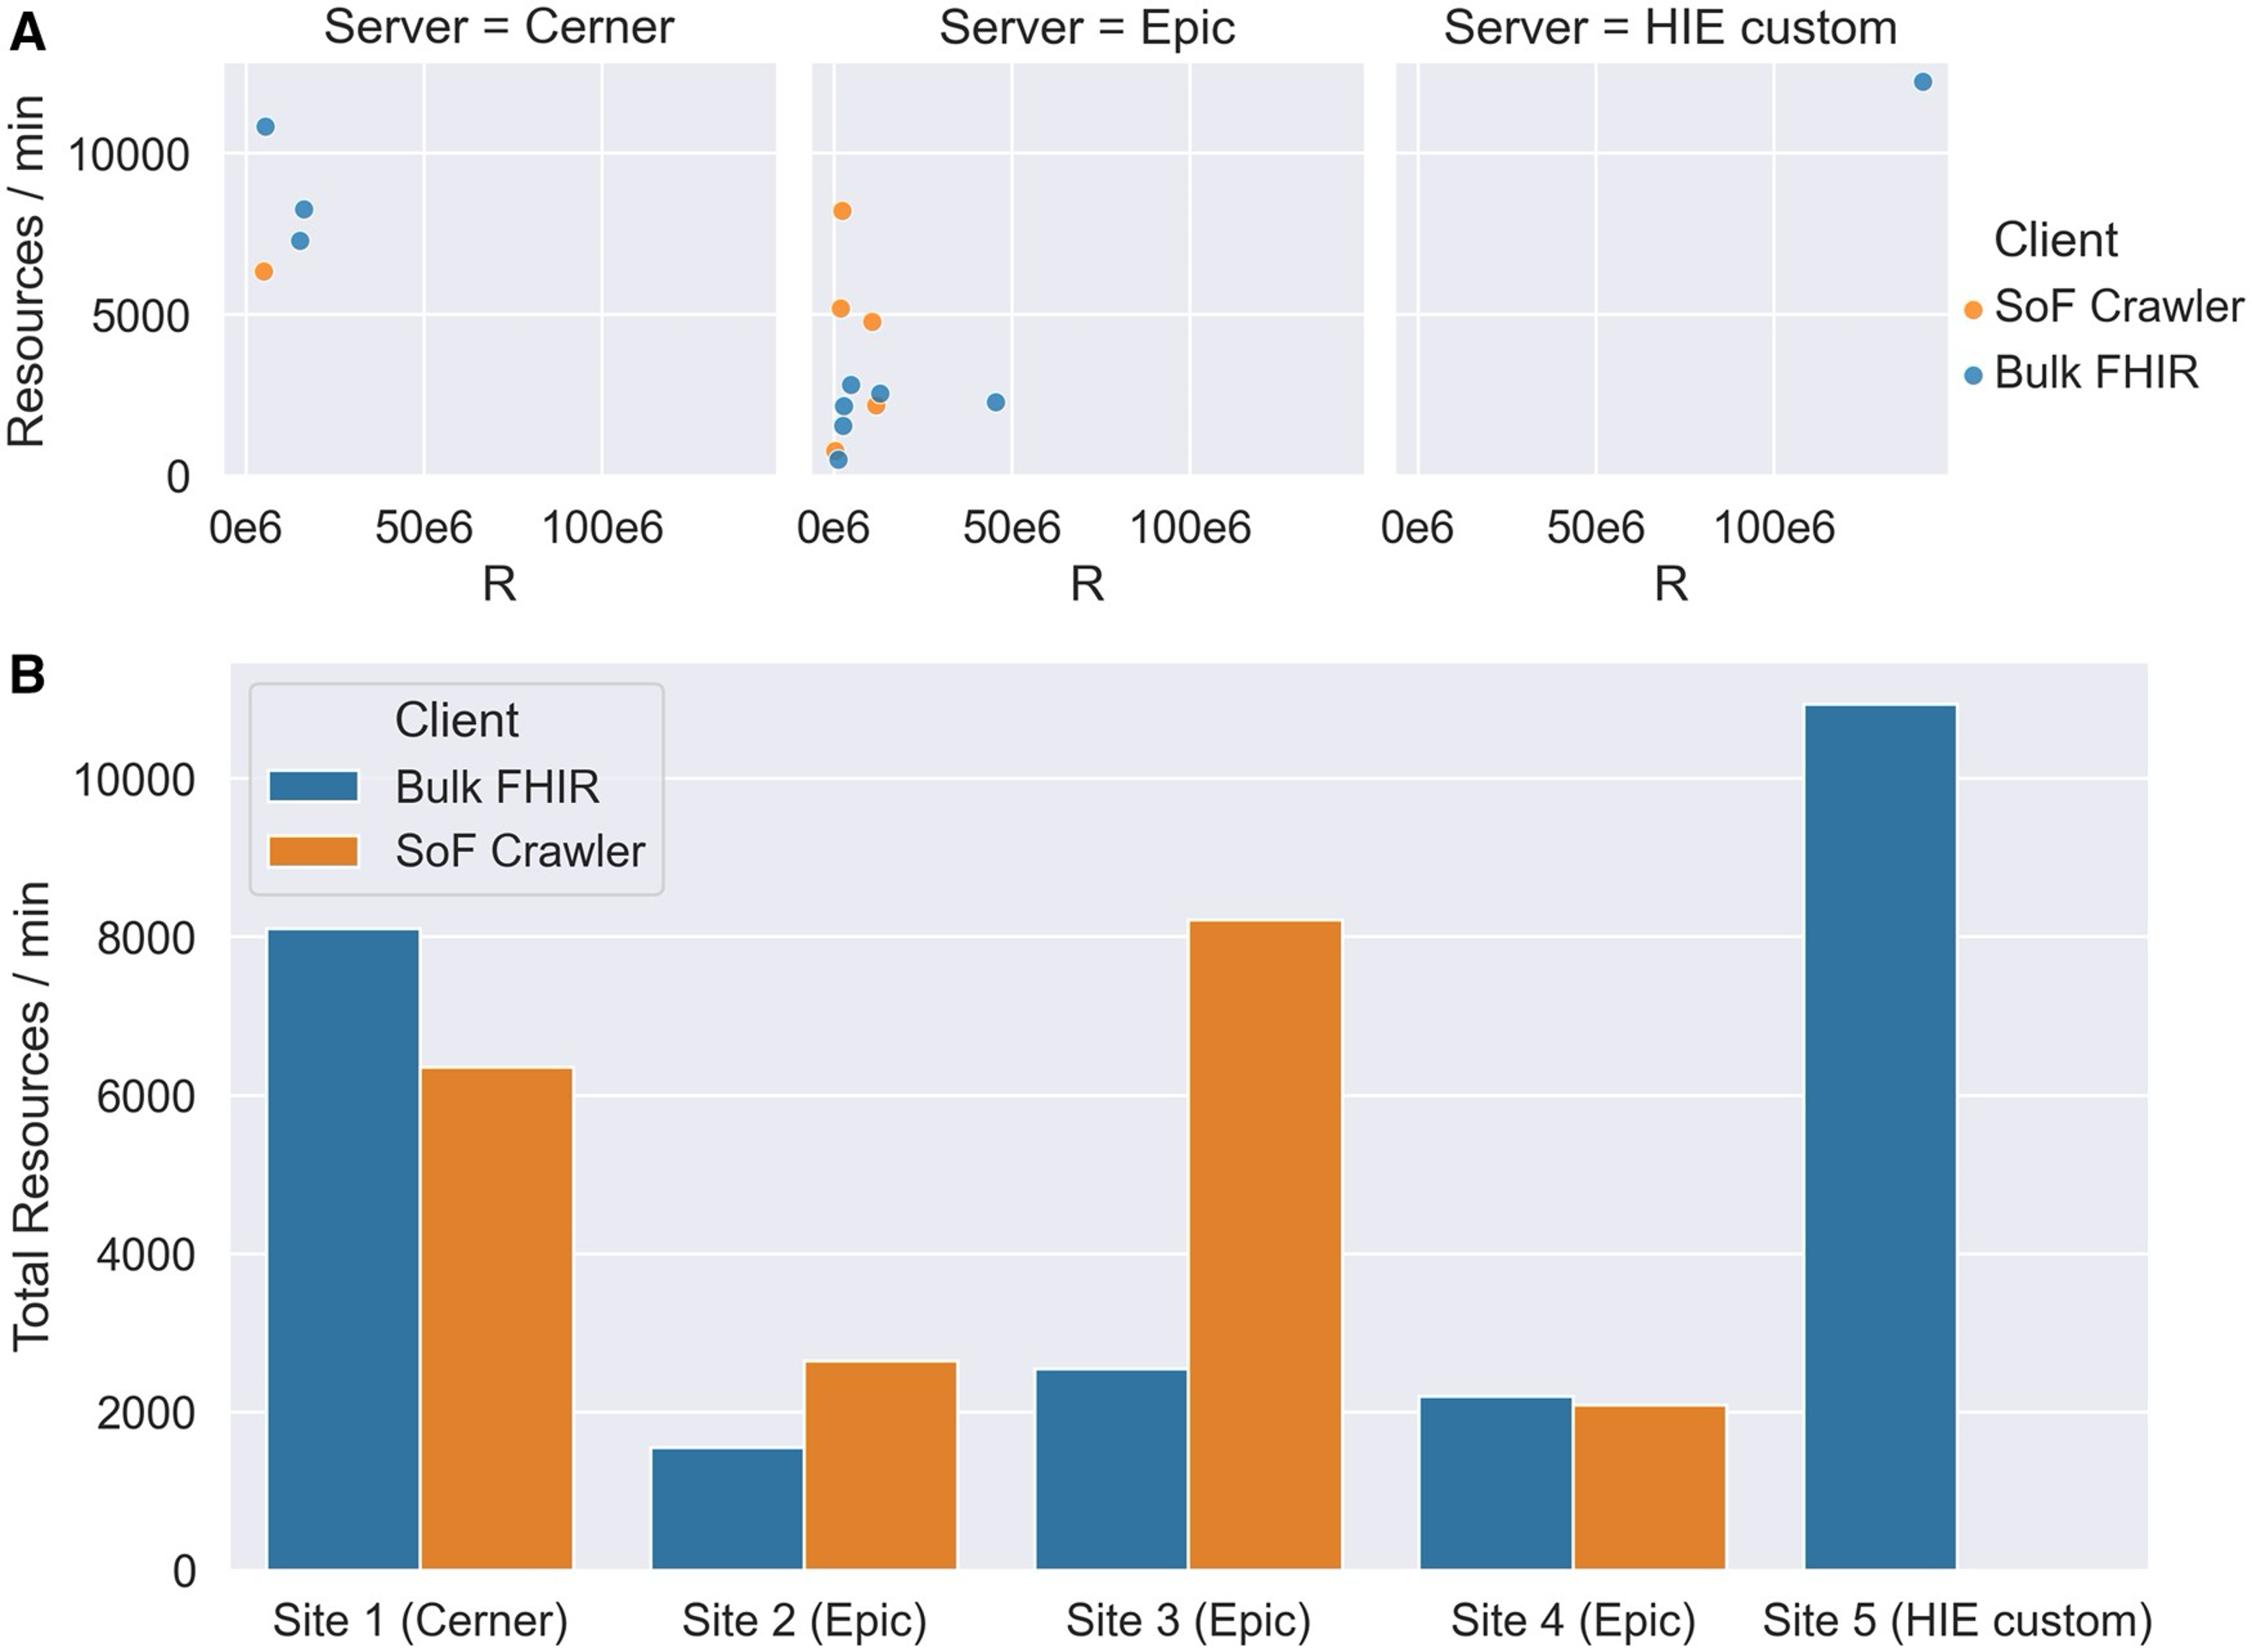 A
Server = Cerner
Server = Epic
Server = HIE custom
Resources / min
10000
5000
0
0e6
50e6
100e6
0e6
50e6
100e6
0e6
50e6
100e6
R
R
R
Client
SoF Crawler
Bulk FHIR
B
Client
Bulk FHIR
SoF Crawler
Total Resources / min
10000
8000
6000
4000
2000
0
Site 1 (Cerner)
Site 2 (Epic)
Site 3 (Epic)
Site 4 (Epic)
Site 5 (HIE custom)